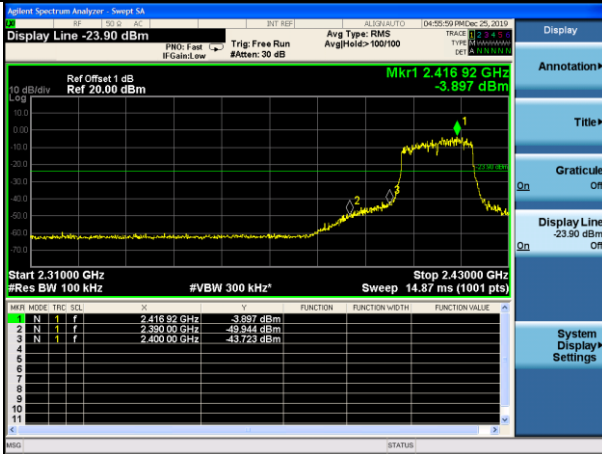 Agilent Spectrum Analyzer - Swept SA
RF 50 Ω AC INT REF ALIGNAUTO 04:55:59 PM Dec 25, 2019
Display Line -23.90 dBm
PNO: Fast
IFGain:Low
Trig: Free Run
#Atten: 30 dB
Avg Type: RMS
Avg|Hold:>100/100
TRACE 1 2 3 4 5 6
TYPE M
DET A N N N N N
Display
Ref Offset 1 dB
Ref 20.00 dBm
Mkr1 2.416 92 GHz
-3.897 dBm
10 dB/div
Log
10.0
0.00
-10.0
-20.0
-30.0
-40.0
-50.0
-60.0
-70.0
1
2
3
-23.90 dBm
Start 2.31000 GHz
#Res BW 100 kHz
#VBW 300 kHz*
Stop 2.43000 GHz
Sweep 14.87 ms (1001 pts)
MKR MODE TRC SCL X Y FUNCTION FUNCTION WIDTH FUNCTION VALUE
1 N 1 f 2.416 92 GHz -3.897 dBm
2 N 1 f 2.390 00 GHz -49.944 dBm
3 N 1 f 2.400 00 GHz -43.723 dBm
4
5
6
7
8
9
10
11
MSG STATUS
Annotation
Title
Graticule
On Off
Display Line
-23.90 dBm
On Off
System
Display
Settings